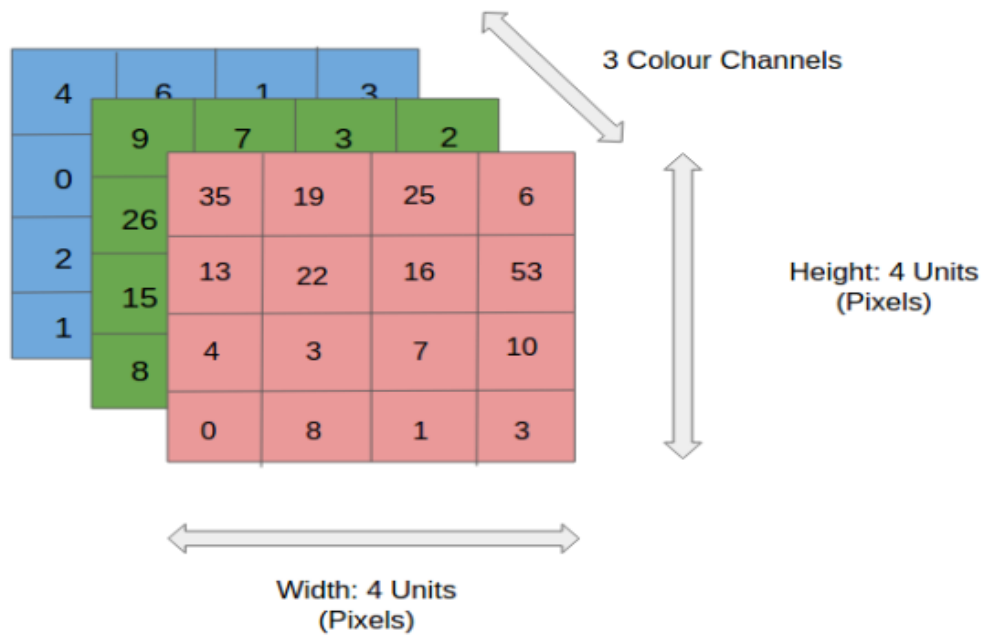 3 Colour Channels
4 6 1 3
0
2
1
9 7 3 2
26
15
8
35 19 25 6
13 22 16 53
4 3 7 10
0 8 1 3
Height: 4 Units
(Pixels)
Width: 4 Units
(Pixels)